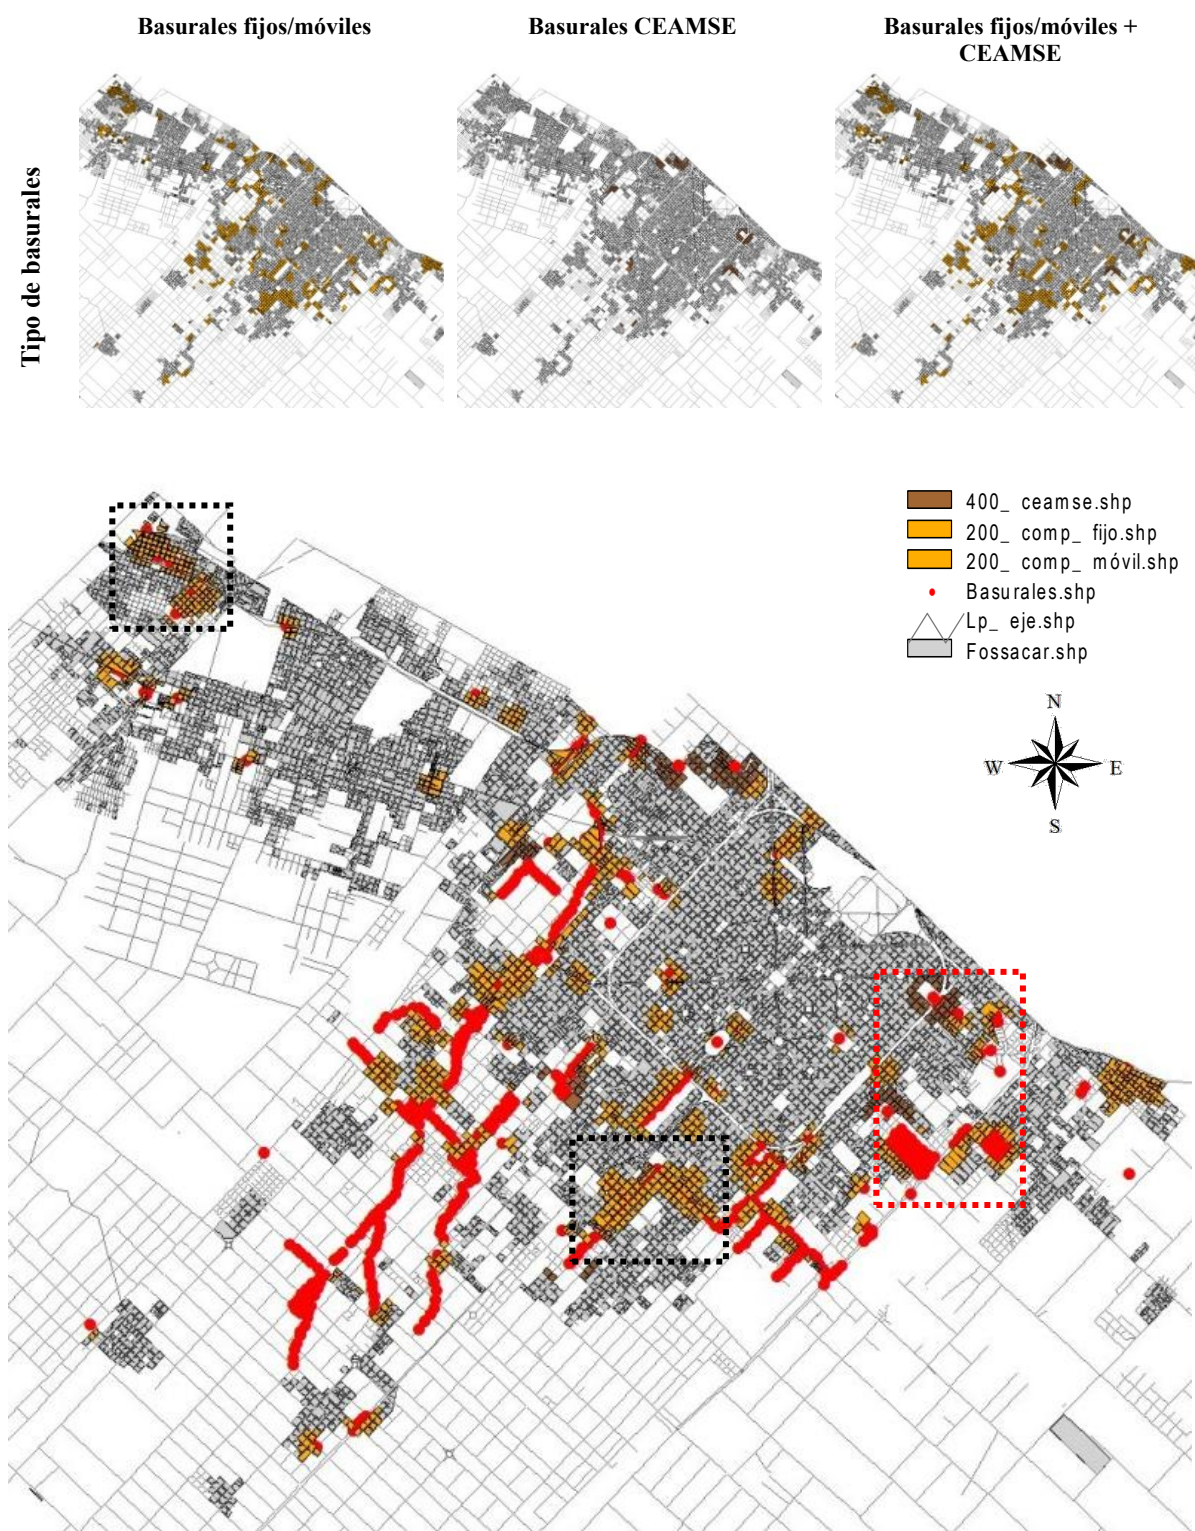 Basurales fijos/móviles
Basurales CEAMSE
Basurales fijos/móviles +
CEAMSE
Tipo de basurales
400_ ceamse.shp
200_ comp_ fijo.shp
200_ comp_ móvil.shp
Basurales.shp
Lp_ eje.shp
Fossacar.shp
N
W E
S